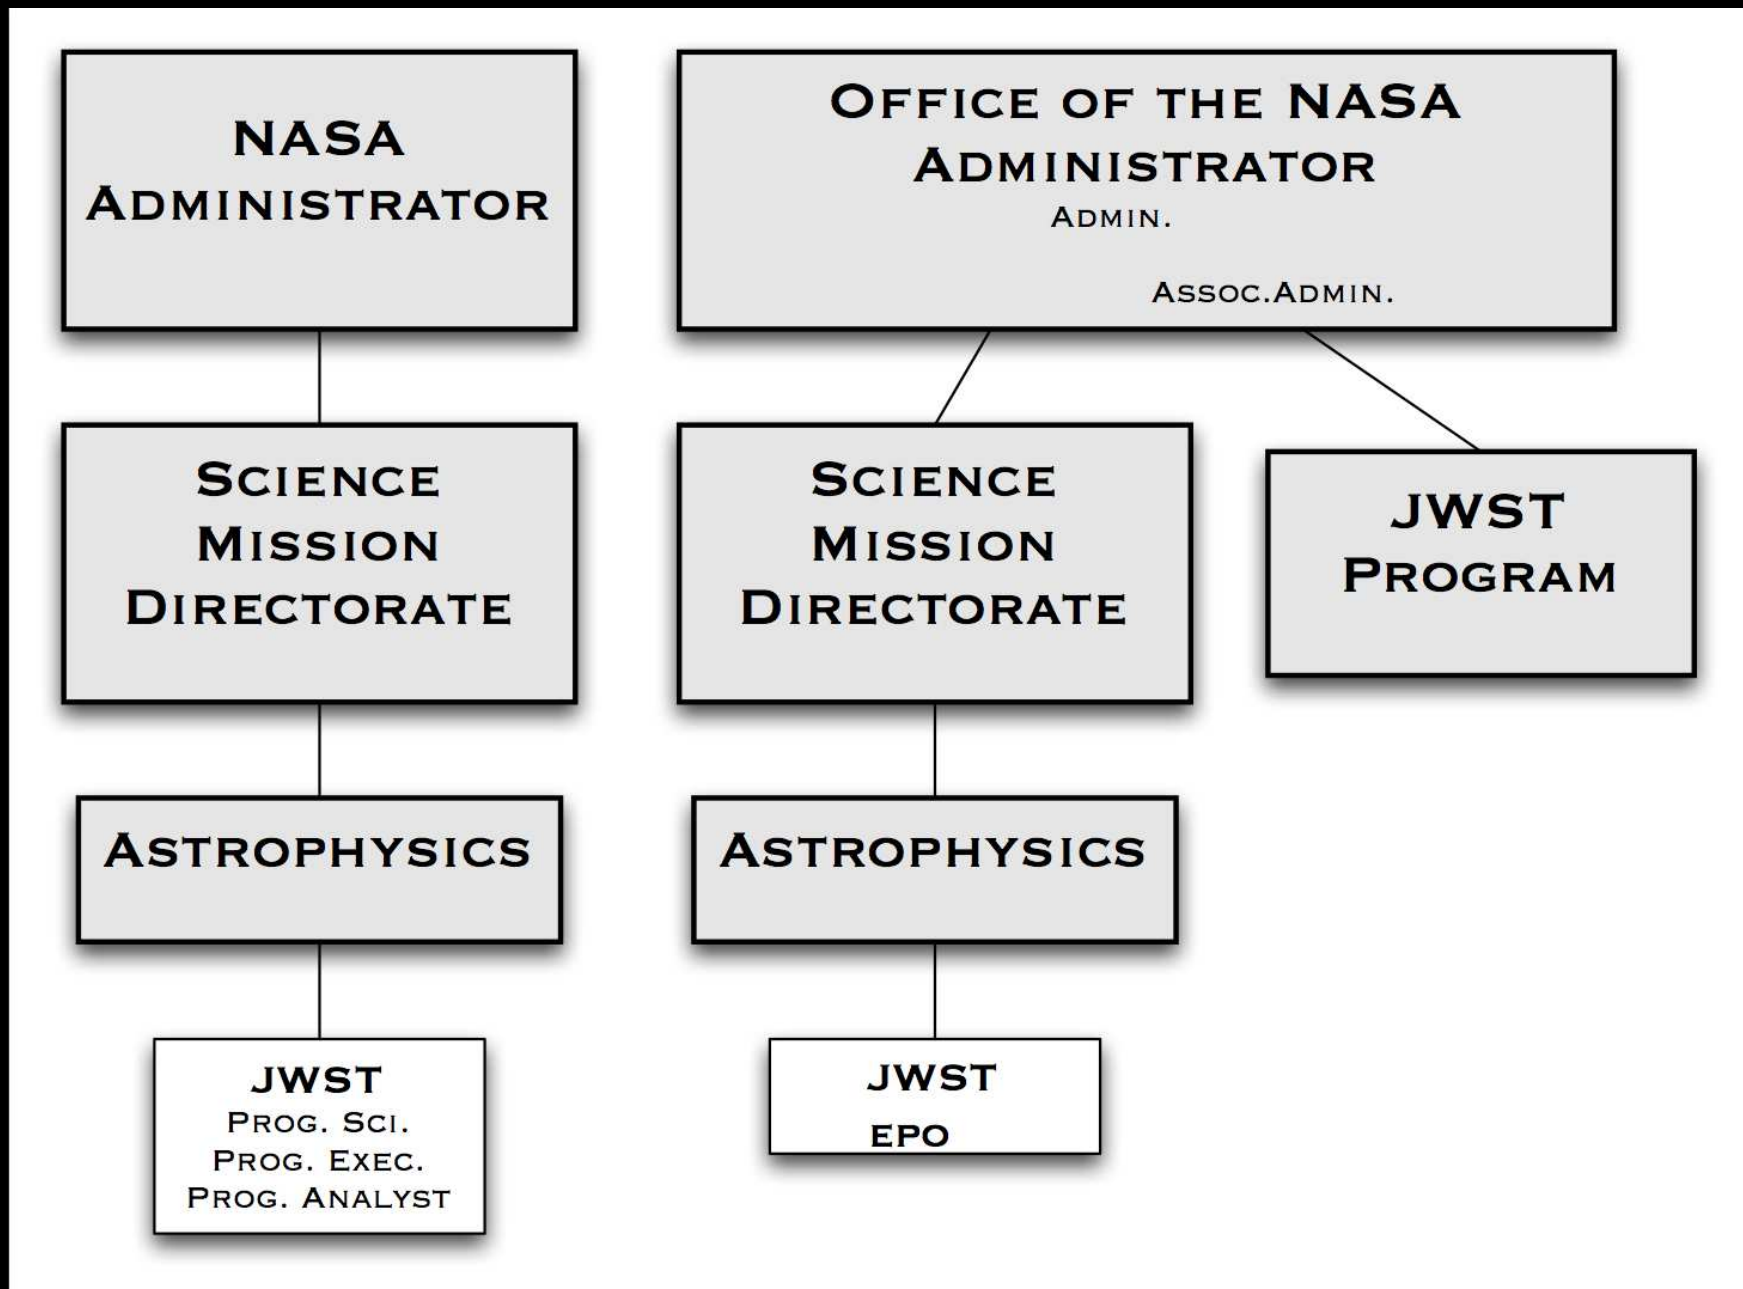 NASA
ADMINISTRATOR
SCIENCE
MISSION
DIRECTORATE
ASTROPHYSICS
JWST
PROG. SCI.
PROG. EXEC.
PROG. ANALYST
OFFICE OF THE NASA
ADMINISTRATOR
ADMIN.
ASSOC.ADMIN.
SCIENCE
MISSION
DIRECTORATE
JWST
PROGRAM
ASTROPHYSICS
JWST
EPO